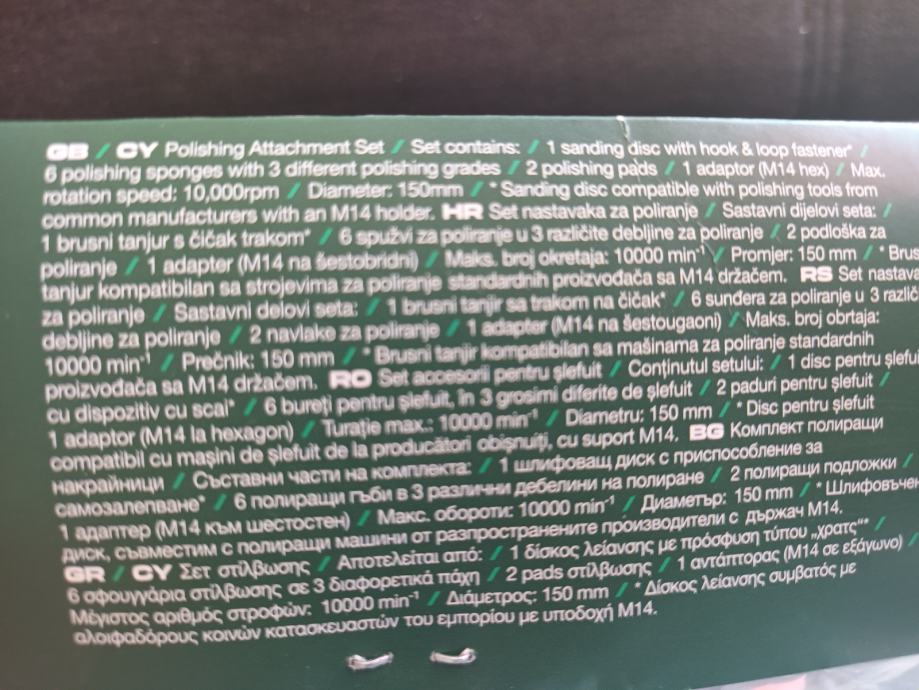 GB / CY Polishing Attachment Set / Set contains: / 1 sanding disc with hook & loop fastener* /
6 polishing sponges with 3 different polishing grades / 2 polishing pads / 1 adaptor (M14 hex) / Max.
rotation speed: 10,000rpm / Diameter: 150mm / * Sanding disc compatible with polishing tools from
common manufacturers with an M14 holder. HR Set nastavaka za poliranje / Sastavni dijelovi seta: /
1 brusni tanjur s čičak trakom* / 6 spužvi za poliranje u 3 različite debljine za poliranje / 2 podloška za
poliranje / 1 adapter (M14 na šestobridni) / Maks. broj okretaja: 10000 min⁻¹ / Promjer: 150 mm / * Brus
tanjur kompatibilan sa strojevima za poliranje standardnih proizvođača sa M14 držačem. RS Set nastava
za poliranje / Sastavni delovi seta: / 1 brusni tanjir sa trakom na čičak* / 6 sunđera za poliranje u 3 različ
debljine za poliranje / 2 navlake za poliranje / 1 adapter (M14 na šestougaoni) / Maks. broj obrtaja:
10000 min⁻¹ / Prečnik: 150 mm / * Brusni tanjir kompatibilan sa mašinama za poliranje standardnih
proizvođača sa M14 držačem. RO Set accesorii pentru șlefuit / Conținutul setului: / 1 disc pentru șlefui
cu dispozitiv cu scai* / 6 bureți pentru șlefuit, în 3 grosimi diferite de șlefuit / 2 paduri pentru șlefuit /
1 adaptor (M14 la hexagon) / Turație max.: 10000 min⁻¹ / Diametru: 150 mm / * Disc pentru șlefuit
compatibil cu mașini de șlefuit de la producători obișnuiți, cu suport M14. BG Комплект полиращи
накрайници / Съставни части на комплекта: / 1 шлифоващ диск с приспособление за
самозалепване* / 6 полиращи гъби в 3 различни дебелини на полиране / 2 полиращи подложки /
1 адаптер (M14 към шестостен) / Макс. обороти: 10000 min⁻¹ / Диаметър: 150 mm / * Шлифовъчен
диск, съвместим с полиращи машини от разпространените производители с държач M14.
GR / CY Σετ στίλβωσης / Αποτελείται από: / 1 δίσκος λείανσης με πρόσφυση τύπου „χρατς“* /
6 σφουγγάρια στίλβωσης σε 3 διαφορετικά πάχη / 2 pads στίλβωσης / 1 αντάπτορας (M14 σε εξάγωνο) /
Μέγιστος αριθμός στροφών: 10000 min⁻¹ / Διάμετρος: 150 mm / * Δίσκος λείανσης συμβατός με
αλοιφαδόρους κοινών κατασκευαστών του εμπορίου με υποδοχή M14.